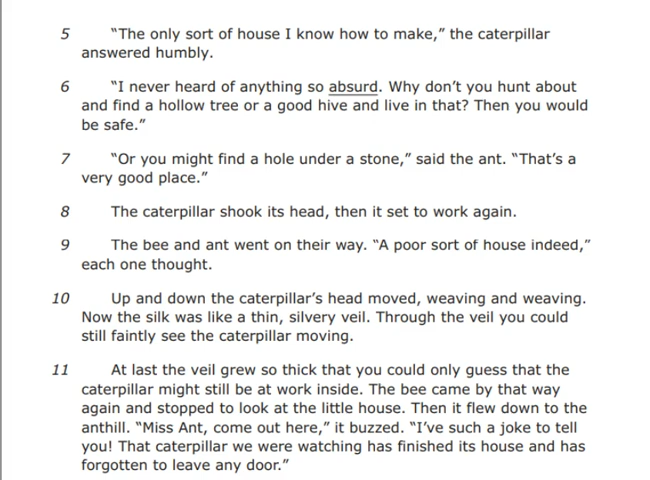 5 “The only sort of house I know how to make,” the caterpillar
answered humbly.
6 “I never heard of anything so absurd. Why don’t you hunt about
and find a hollow tree or a good hive and live in that? Then you would
be safe.”
7 “Or you might find a hole under a stone,” said the ant. “That’s a
very good place.”
8 The caterpillar shook its head, then it set to work again.
9 The bee and ant went on their way. “A poor sort of house indeed,”
each one thought.
10 Up and down the caterpillar’s head moved, weaving and weaving.
Now the silk was like a thin, silvery veil. Through the veil you could
still faintly see the caterpillar moving.
11 At last the veil grew so thick that you could only guess that the
caterpillar might still be at work inside. The bee came by that way
again and stopped to look at the little house. Then it flew down to the
anthill. “Miss Ant, come out here,” it buzzed. “I’ve such a joke to tell
you! That caterpillar we were watching has finished its house and has
forgotten to leave any door.”